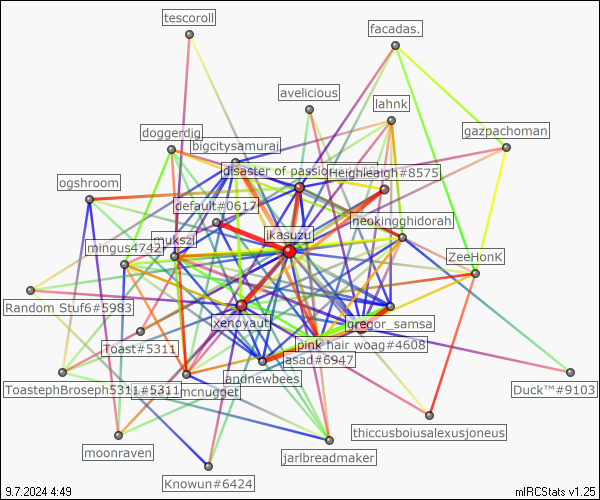 tescoroll
facadas.
avelicious
lahnk
doggerdig
gazpachoman
bigcitysamurai
disaster of passio
Heighleaigh#8575
ogshroom
default#0617
neokingghidorah
jkasuzu
mukszi
mingus4742
ZeeHonK
Random Stuf6#5983
xenoyaut
gregor_samsa
Toast#5311
pink hair woag#4608
asad#6947
andnewbees
ToastephBroseph5311#5311
mcnugget
Duck™#9103
thiccusboiusalexusjoneus
moonraven
jarlbreadmaker
Knowun#6424
9.7.2024 4:49
mIRCStats v1.25